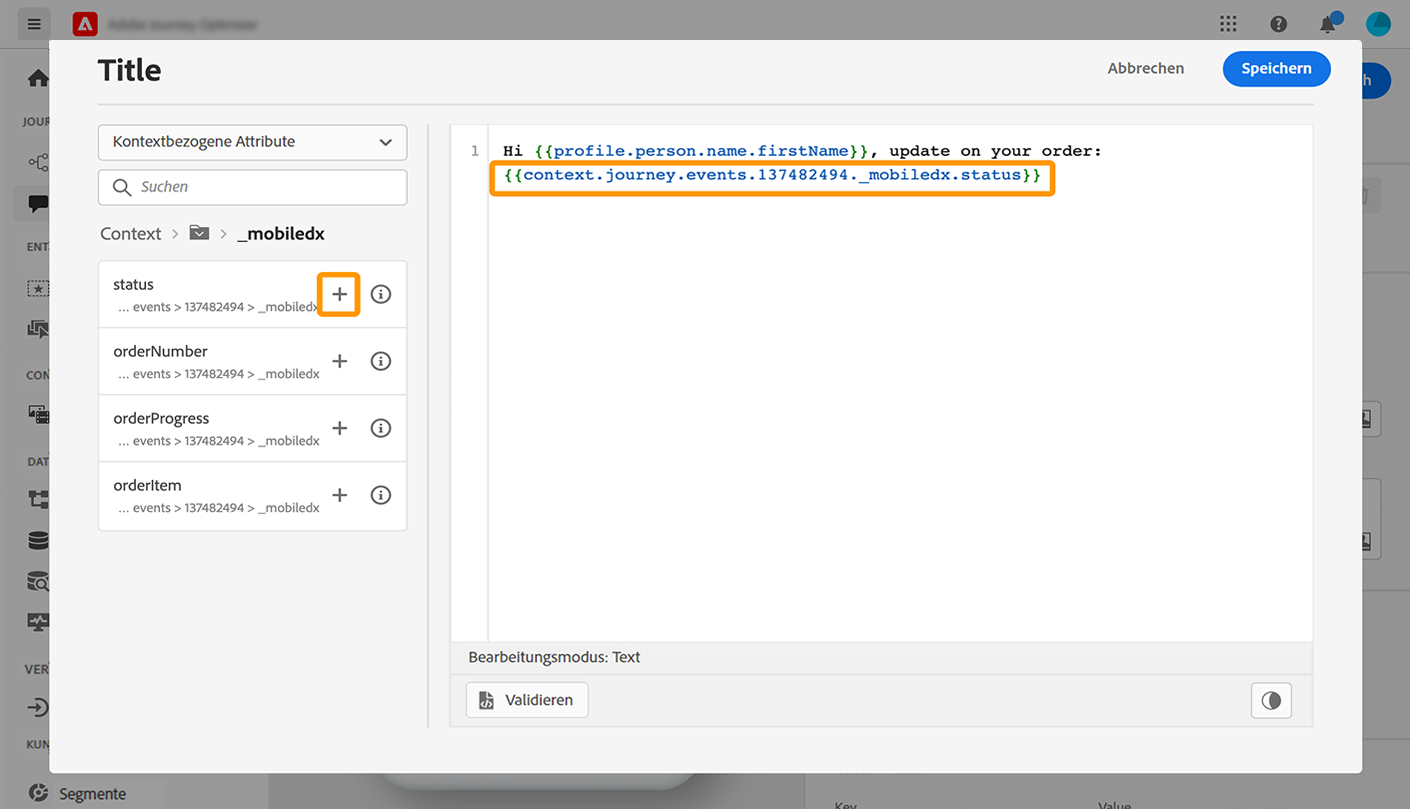 Adobe Journey Optimizer
Title
Abbrechen
Speichern
h
JOUR
ENT
CON
DAT
VER
KUN
Segmente
Kontextbezogene Attribute
Suchen
Context > > _mobiledx
status
... events > 137482494 > _mobiledx
orderNumber
... events > 137482494 > _mobiledx
orderProgress
... events > 137482494 > _mobiledx
orderItem
... events > 137482494 > _mobiledx
1 Hi {{profile.person.name.firstName}}, update on your order:
{{context.journey.events.137482494._mobiledx.status}}
Bearbeitungsmodus: Text
Validieren
Key
Value